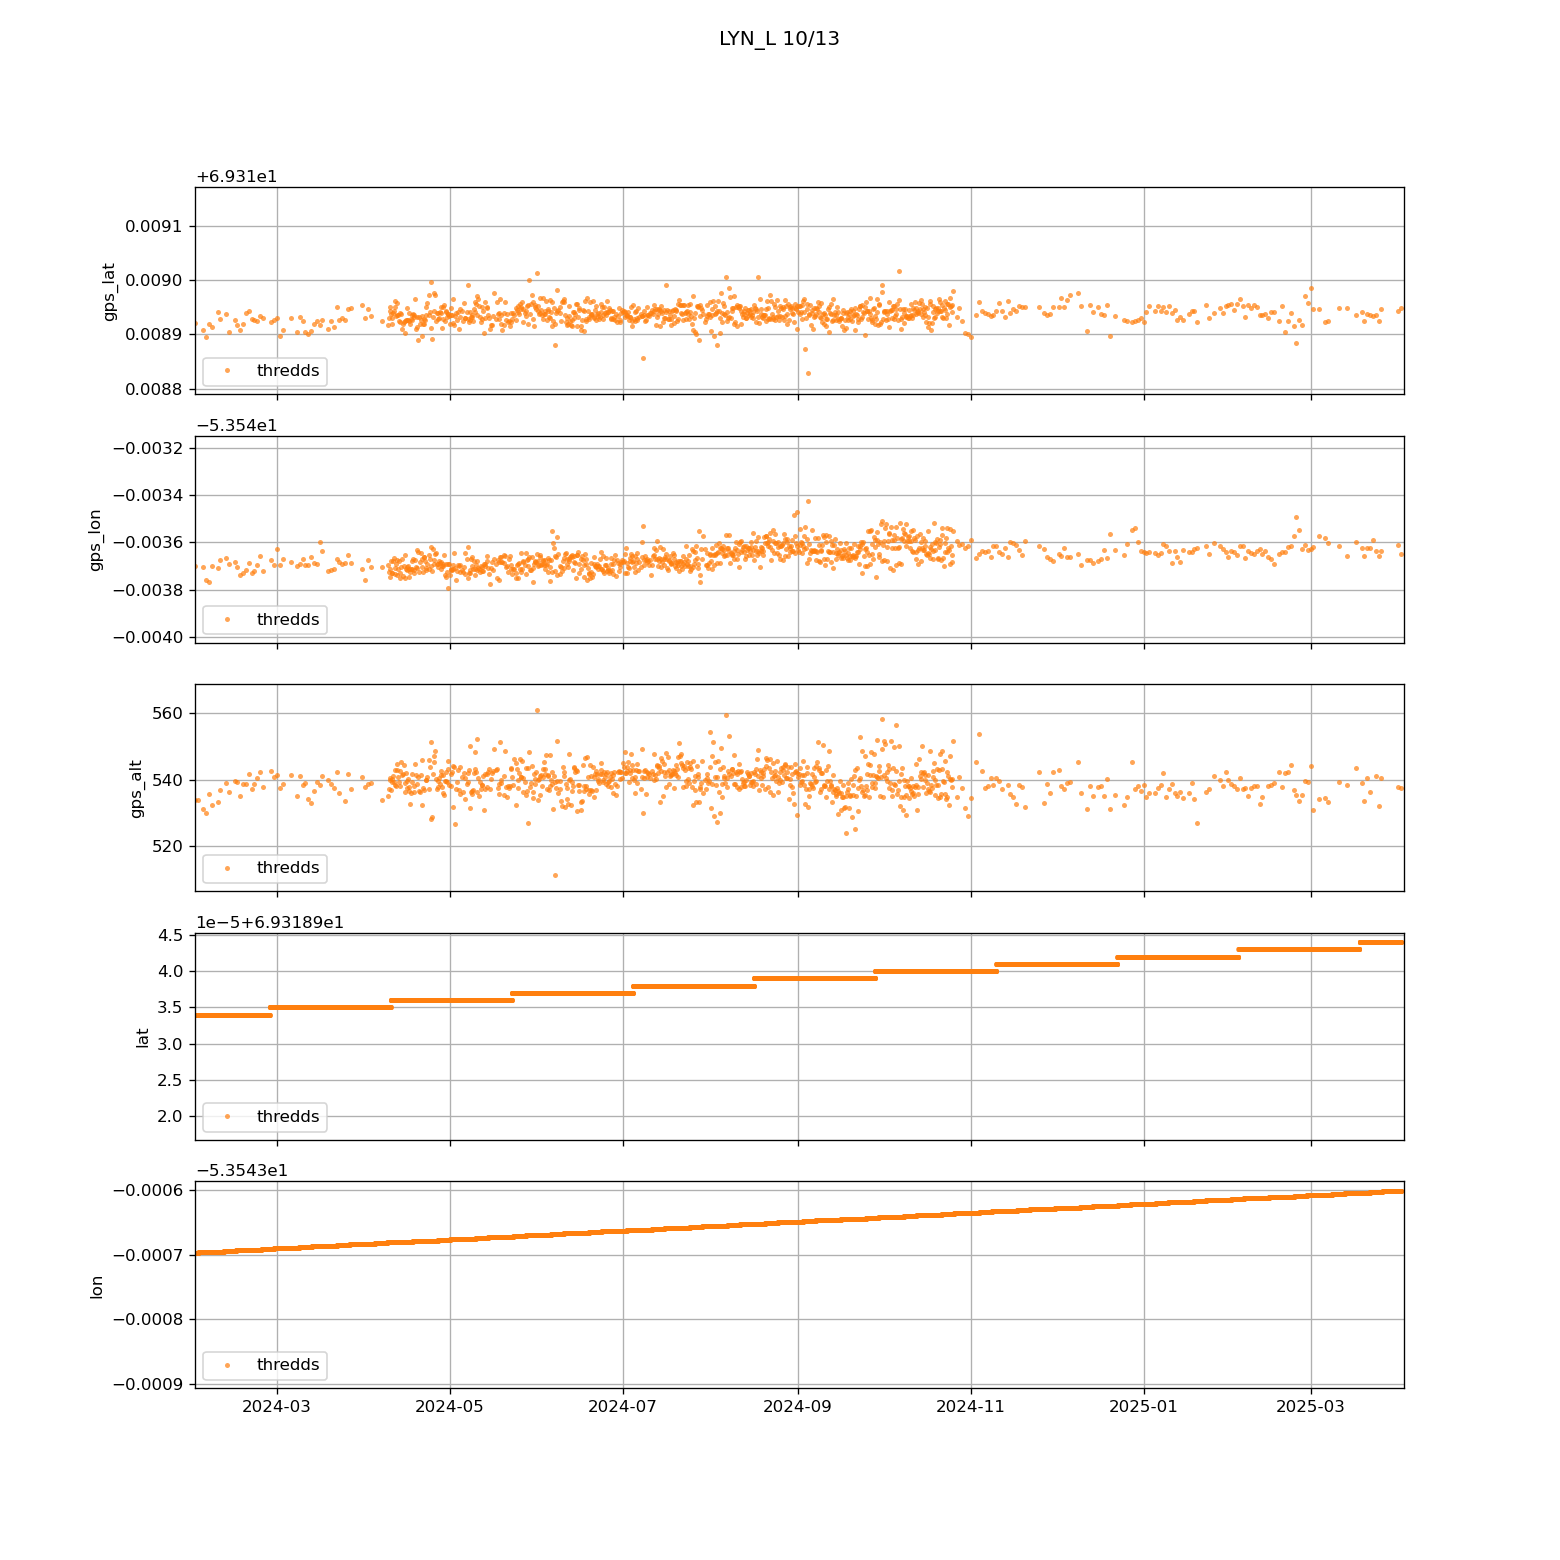 LYN_L 10/13
+6.931e1
0.0091
0.0090
0.0089
0.0088
gps_lat
thredds
−5.354e1
−0.0032
−0.0034
−0.0036
−0.0038
−0.0040
gps_lon
thredds
560
540
520
gps_alt
thredds
1e−5+6.93189e1
4.5
4.0
3.5
3.0
2.5
2.0
lat
thredds
−5.3543e1
−0.0006
−0.0007
−0.0008
−0.0009
lon
thredds
2024-03 2024-05 2024-07 2024-09 2024-11 2025-01 2025-03